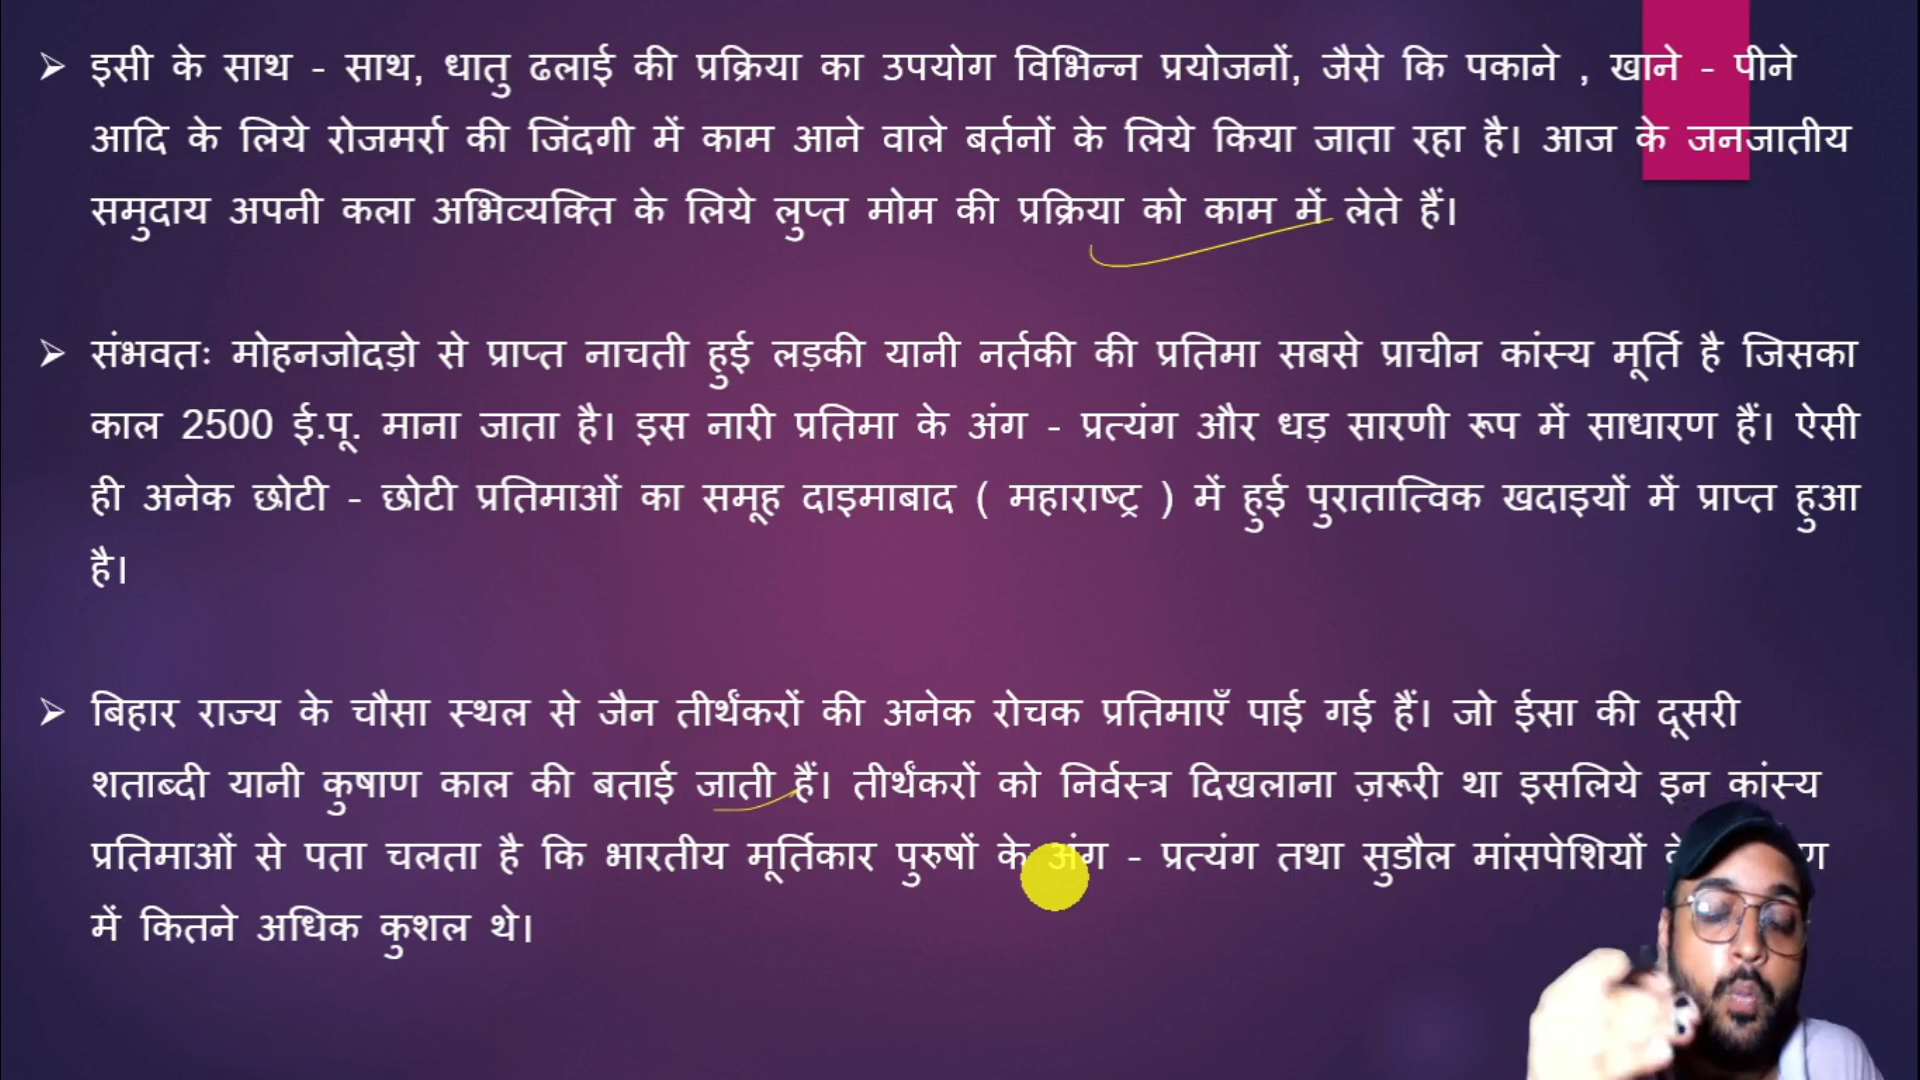 ➢ इसी के साथ - साथ, धातु ढलाई की प्रक्रिया का उपयोग विभिन्न प्रयोजनों, जैसे कि पकाने , खाने - पीने
आदि के लिये रोजमर्रा की जिंदगी में काम आने वाले बर्तनों के लिये किया जाता रहा है। आज के जनजातीय
समुदाय अपनी कला अभिव्यक्ति के लिये लुप्त मोम की प्रक्रिया को काम में लेते हैं।
➢ संभवतः मोहनजोदड़ो से प्राप्त नाचती हुई लड़की यानी नर्तकी की प्रतिमा सबसे प्राचीन कांस्य मूर्ति है जिसका
काल 2500 ई.पू. माना जाता है। इस नारी प्रतिमा के अंग - प्रत्यंग और धड़ सारणी रूप में साधारण हैं। ऐसी
ही अनेक छोटी - छोटी प्रतिमाओं का समूह दाइमाबाद ( महाराष्ट्र ) में हुई पुरातात्विक खदाइयों में प्राप्त हुआ
है।
➢ बिहार राज्य के चौसा स्थल से जैन तीर्थंकरों की अनेक रोचक प्रतिमाएँ पाई गई हैं। जो ईसा की दूसरी
शताब्दी यानी कुषाण काल की बताई जाती हैं। तीर्थंकरों को निर्वस्त्र दिखलाना ज़रूरी था इसलिये इन कांस्य
प्रतिमाओं से पता चलता है कि भारतीय मूर्तिकार पुरुषों के अंग - प्रत्यंग तथा सुडौल मांसपेशियों
में कितने अधिक कुशल थे।